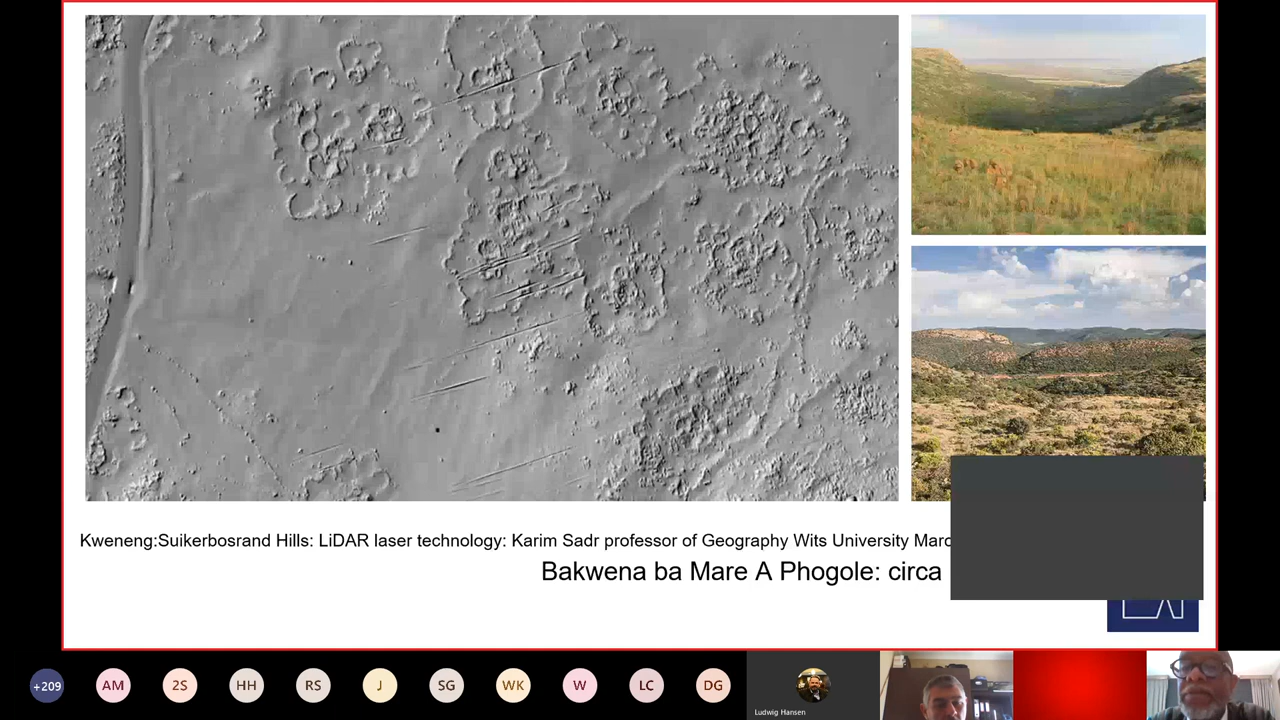 Kweneng:Suikerbosrand Hills: LiDAR laser technology: Karim Sadr professor of Geography Wits University
Bakwena ba Mare A Phogole: circa
+209
AM
2S
HH
RS
J
SG
WK
W
LC
DG
Ludwig Hansen